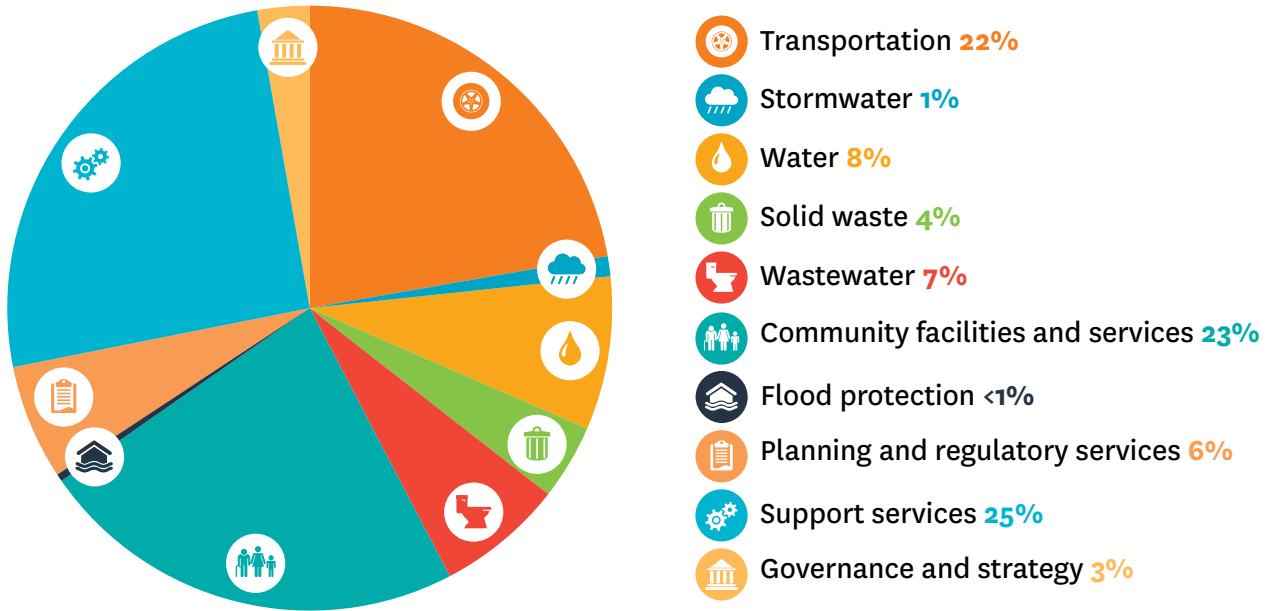 Transportation 22%
Stormwater 1%
Water 8%
Solid waste 4%
Wastewater 7%
Community facilities and services 23%
Flood protection <1%
Planning and regulatory services 6%
Support services 25%
Governance and strategy 3%